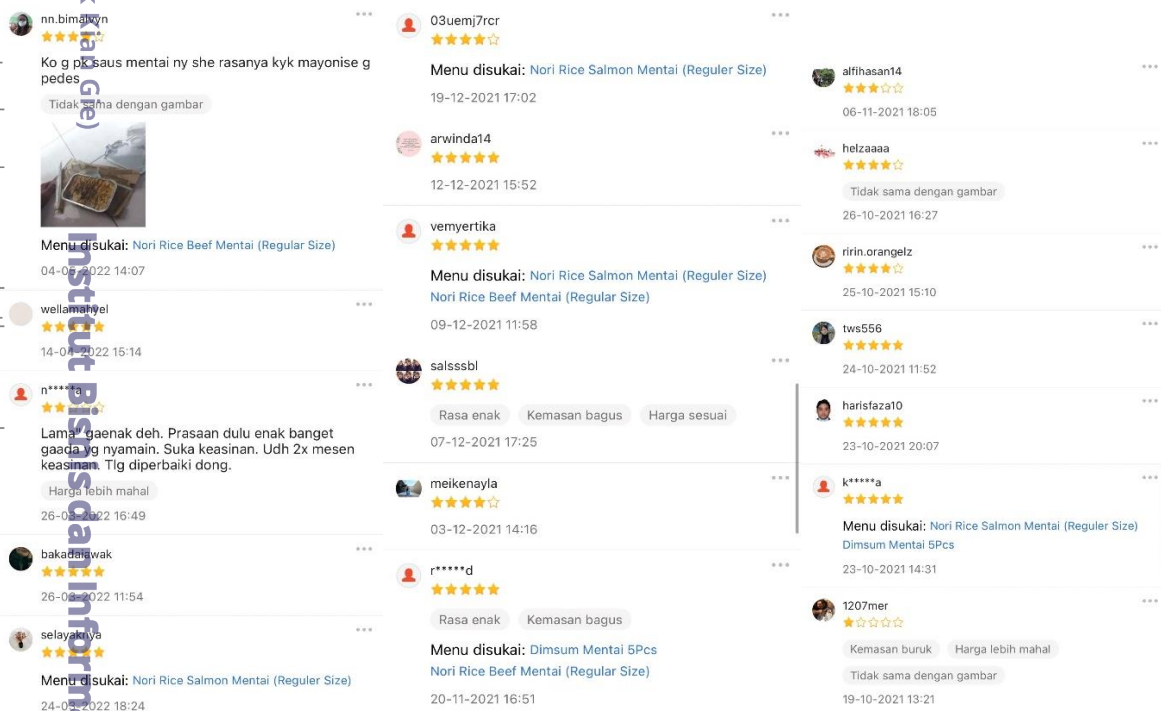 nn.bimalvyn
Ko g pk saus mentai ny she rasanya kyk mayonise g
pedes
Tidak sama dengan gambar
Menu disukai: Nori Rice Beef Mentai (Regular Size)
04-05-2022 14:07
wellamahyel
14-04-2022 15:14
n*****a
Lama" gaenak deh. Prasaan dulu enak banget
gaada yg nyamain. Suka keasinan. Udh 2x mesen
keasinan. Tlg diperbaiki dong.
Harga lebih mahal
26-03-2022 16:49
bakadaiawak
26-03-2022 11:54
selayaknya
Menu disukai: Nori Rice Salmon Mentai (Reguler Size)
24-03-2022 18:24
03uemj7rcr
Menu disukai: Nori Rice Salmon Mentai (Reguler Size)
19-12-2021 17:02
arwinda14
12-12-2021 15:52
vemyertika
Menu disukai: Nori Rice Salmon Mentai (Reguler Size)
Nori Rice Beef Mentai (Regular Size)
09-12-2021 11:58
salsssbl
Rasa enak Kemasan bagus Harga sesuai
07-12-2021 17:25
meikenayla
03-12-2021 14:16
r*****d
Rasa enak Kemasan bagus
Menu disukai: Dimsum Mentai 5Pcs
Nori Rice Beef Mentai (Regular Size)
20-11-2021 16:51
alfihasan14
06-11-2021 18:05
helzaaaa
Tidak sama dengan gambar
26-10-2021 16:27
ririn.orangelz
25-10-2021 15:10
tws556
24-10-2021 11:52
harisfaza10
23-10-2021 20:07
k*****a
Menu disukai: Nori Rice Salmon Mentai (Reguler Size)
Dimsum Mentai 5Pcs
23-10-2021 14:31
1207mer
Kemasan buruk Harga lebih mahal
Tidak sama dengan gambar
19-10-2021 13:21
Kian Gie)
Institut Bisnis dan Inform